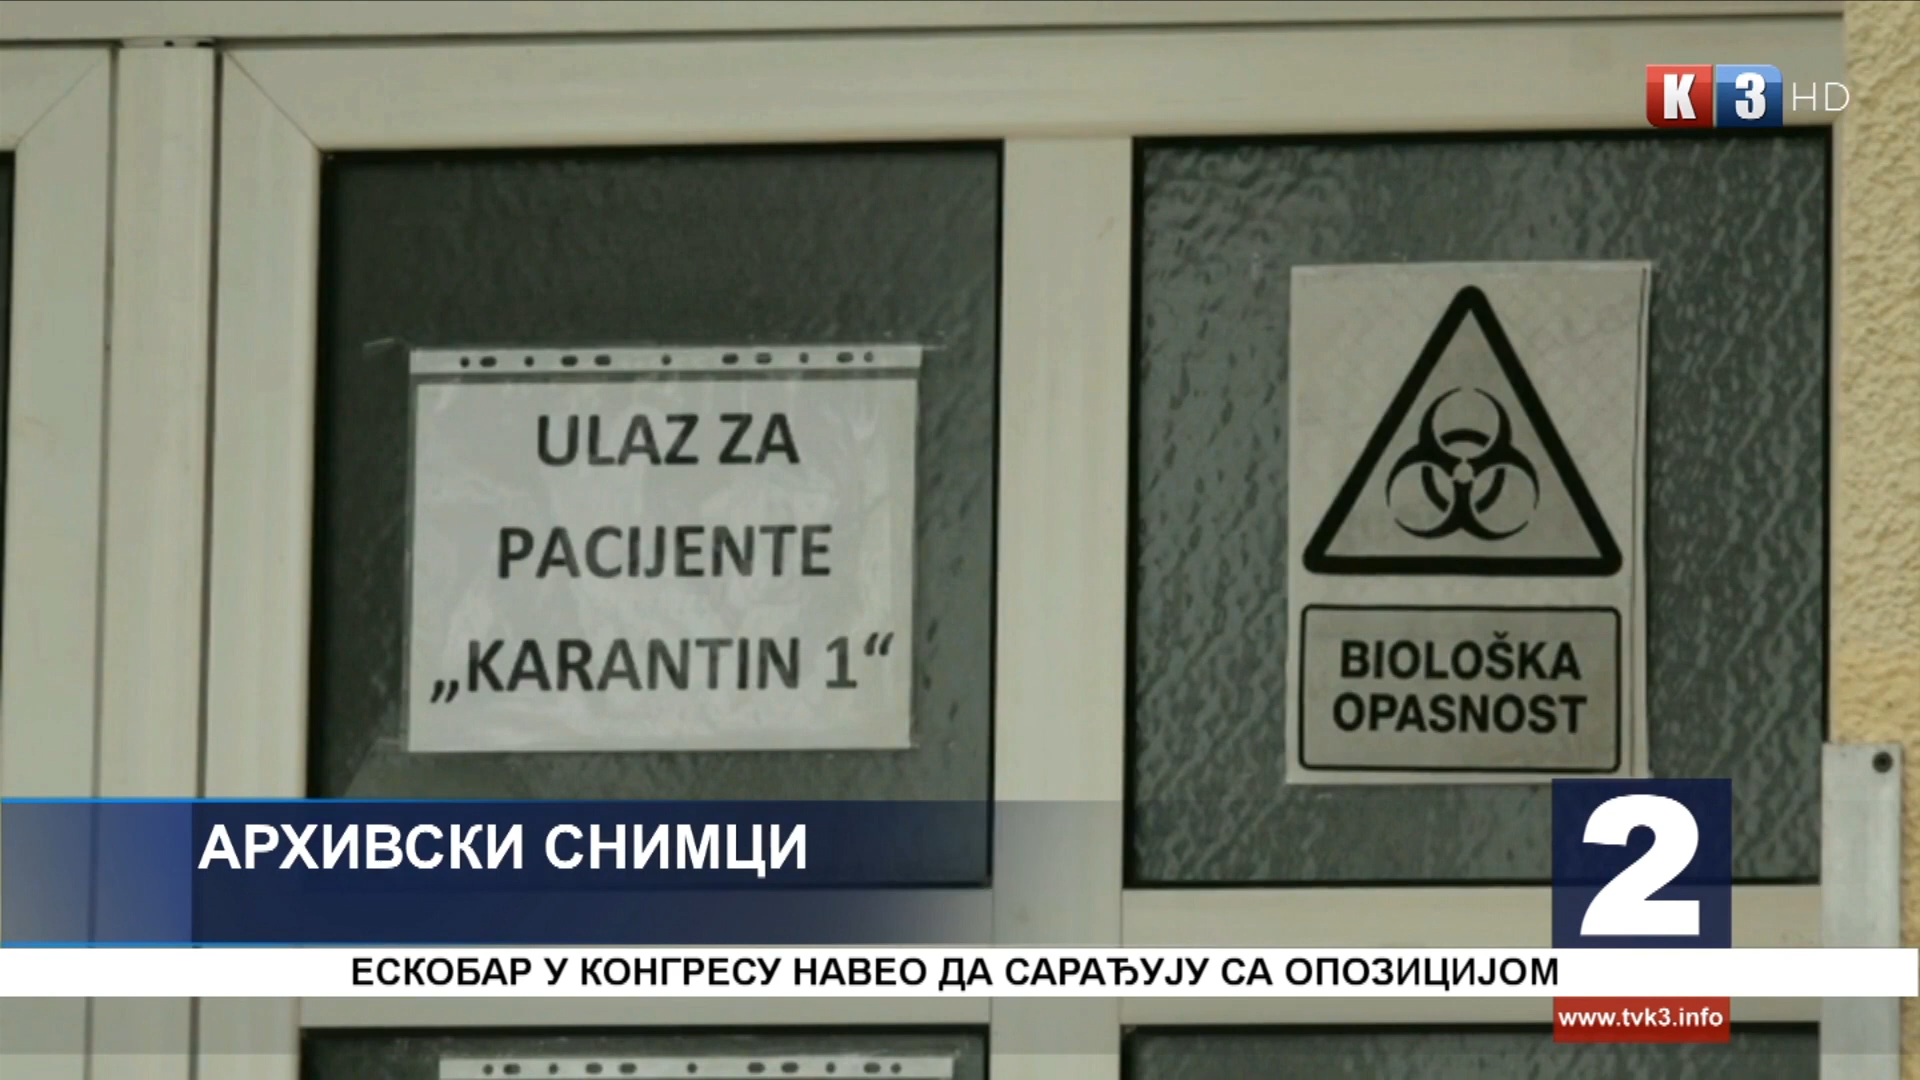 K3 HD
ULAZ ZA
PACIJENTE
„KARANTIN 1“
BIOLOŠKA
OPASNOST
АРХИВСКИ СНИМЦИ
2
ЕСКОБАР У КОНГРЕСУ НАВЕО ДА САРАЂУЈУ СА ОПОЗИЦИЈОМ
www.tvk3.info